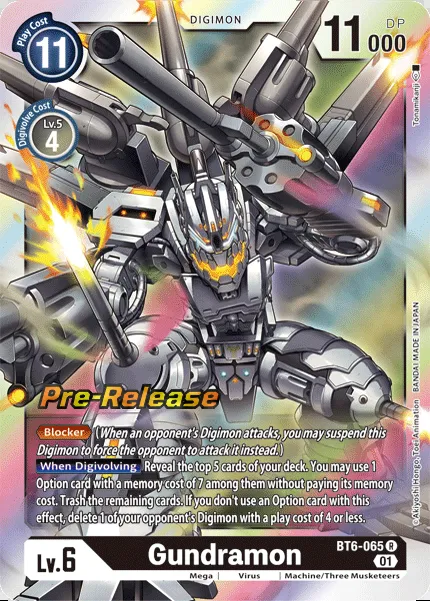 Play Cost
11
DIGIMON
DP
11 000
Digivolve Cost
Lv.5
4
Tonamikanji
Pre-Release
Blocker (When an opponent's Digimon attacks, you may suspend this
Digimon to force the opponent to attack it instead.)
When Digivolving Reveal the top 5 cards of your deck. You may use 1
Option card with a memory cost of 7 among them without paying its memory
cost. Trash the remaining cards. If you don't use an Option card with this
effect, delete 1 of your opponent's Digimon with a play cost of 4 or less.
©Akiyoshi Hongo, Toei Animation BANDAI MADE IN JAPAN
Lv.6
Gundramon
BT6-065 R
01
Mega | Virus | Machine/Three Musketeers